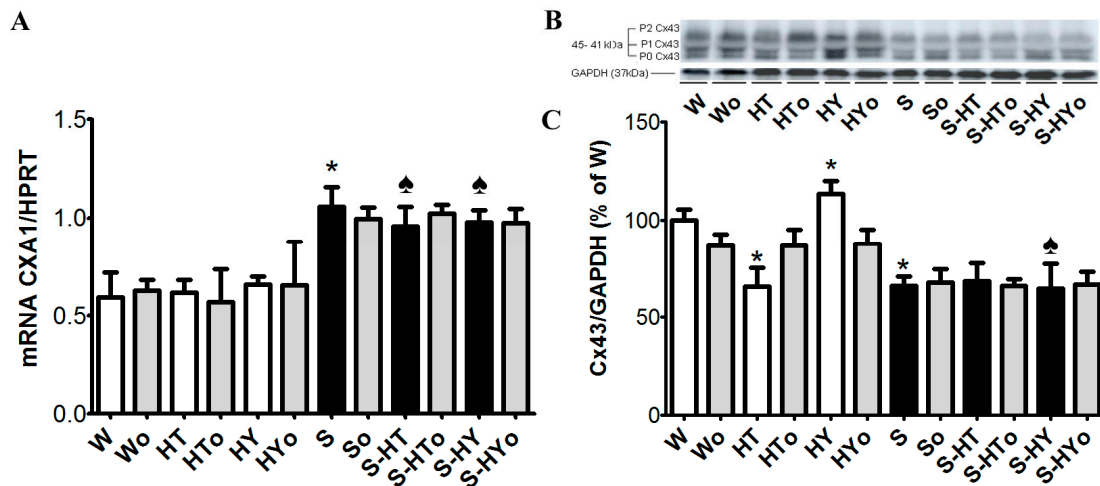 A
mRNA CXA1/HPRT
1.5
1.0
0.5
0.0
*
♠
♠
W
Wo
HT
HTo
HY
HYo
S
So
S-HT
S-HTo
S-HY
S-HYo
B
P2 Cx43
45- 41 kDa
P1 Cx43
P0 Cx43
GAPDH (37kDa)
W
Wo
HT
HTo
HY
HYo
S
So
S-HT
S-HTo
S-HY
S-HYo
C
Cx43/GAPDH (% of W)
150
100
50
0
*
*
*
♠
W
Wo
HT
HTo
HY
HYo
S
So
S-HT
S-HTo
S-HY
S-HYo